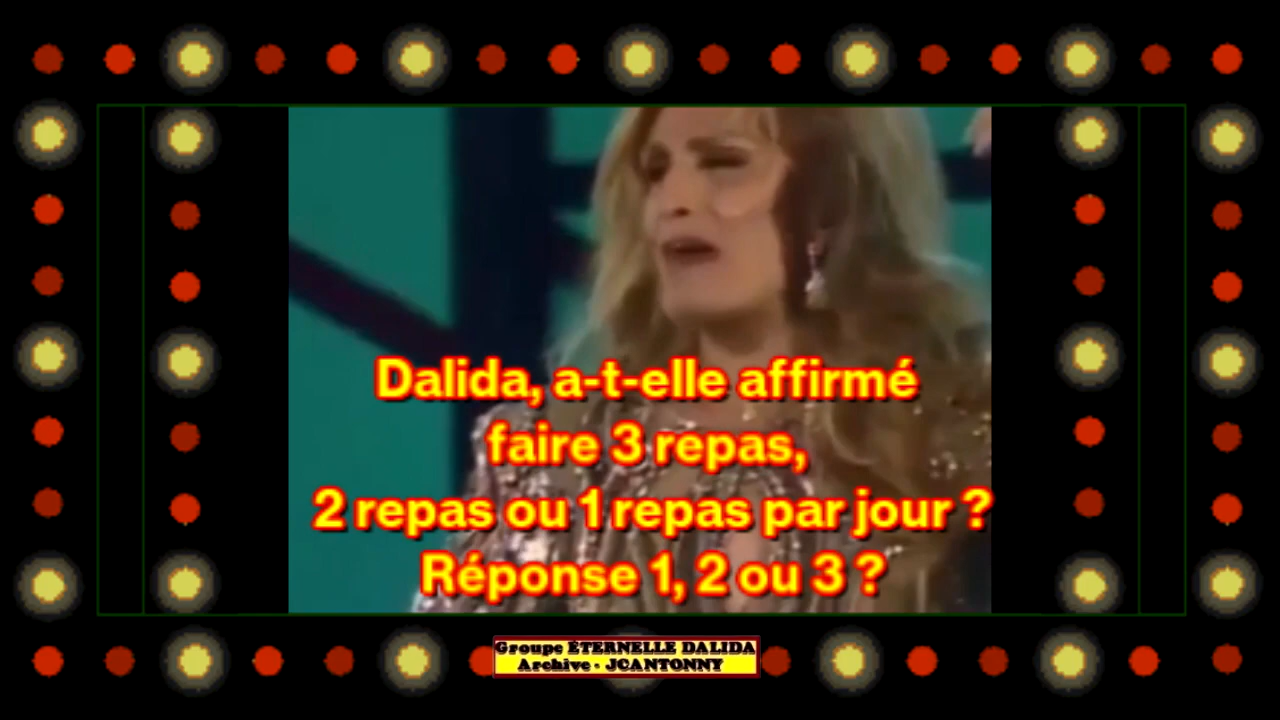 Dalida, a-t-elle affirmé
faire 3 repas,
2 repas ou 1 repas par jour ?
Réponse 1, 2 ou 3 ?
Groupe ÉTERNELLE DALIDA
Archive - JCANTONNY